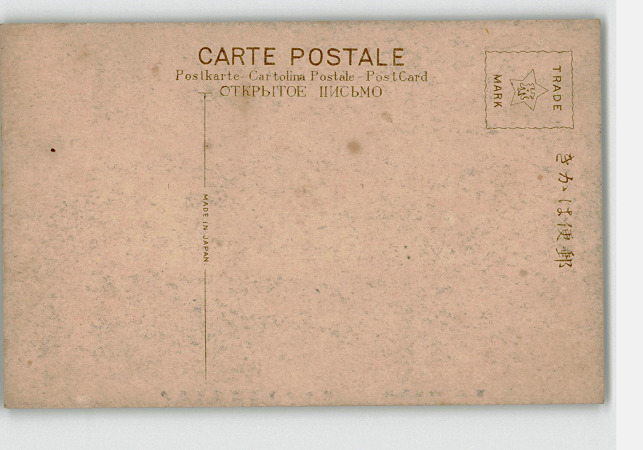 CARTE POSTALE
Postkarte - Cartolina Postale - PostCard
ОТКРЫТОЕ ПИСЬМО
TRADE
MARK
MADE IN JAPAN
きかは便郵